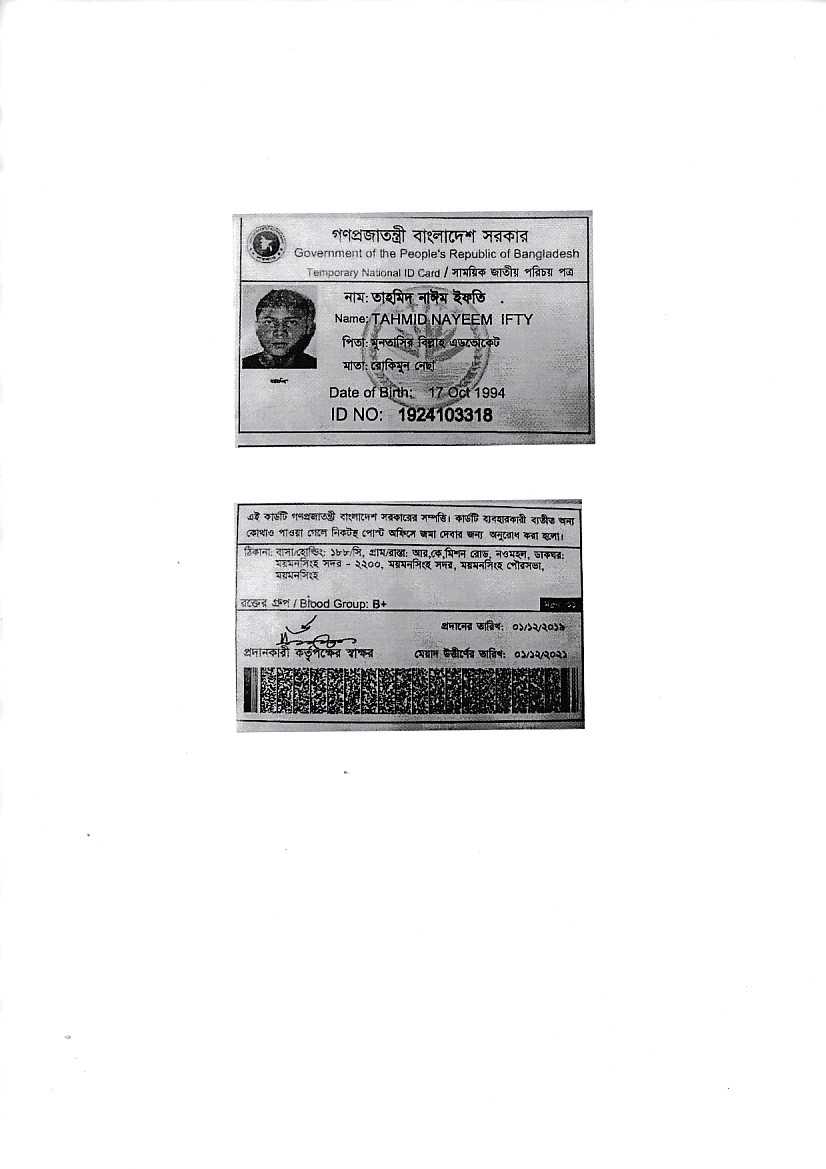 গণপ্রজাতন্ত্রী বাংলাদেশ সরকার
Government of the People's Republic of Bangladesh
Temporary National ID Card / সাময়িক জাতীয় পরিচয় পত্র
নাম: তাহমিদ নাঈম ইফতি
Name: TAHMID NAYEEM IFTY
পিতা: মুনতাসির বিল্লাহ এডভোকেট
মাতা: রোকিমুন নেছা
Date of Birth: 17 Oct 1994
ID NO: 1924103318
এই কার্ডটি গণপ্রজাতন্ত্রী বাংলাদেশ সরকারের সম্পত্তি। কার্ডটি ব্যবহারকারী ব্যতীত অন্য
কোথাও পাওয়া গেলে নিকটস্থ পোস্ট অফিসে জমা দেবার জন্য অনুরোধ করা হলো।
ঠিকানা: বাসা/হোল্ডিং: ১৮৮/সি, গ্রাম/রাস্তা: আর,কে,মিশন রোড, নওমহল, ডাকঘর:
ময়মনসিংহ সদর - ২২০০, ময়মনসিংহ সদর, ময়মনসিংহ পৌরসভা,
ময়মনসিংহ
রক্তের গ্রুপ / Blood Group: B+
প্রদানের তারিখ: ০১/১২/২০১৯
প্রদানকারী কর্তৃপক্ষের স্বাক্ষর মেয়াদ উত্তীর্ণের তারিখ: ০১/১২/২০২১